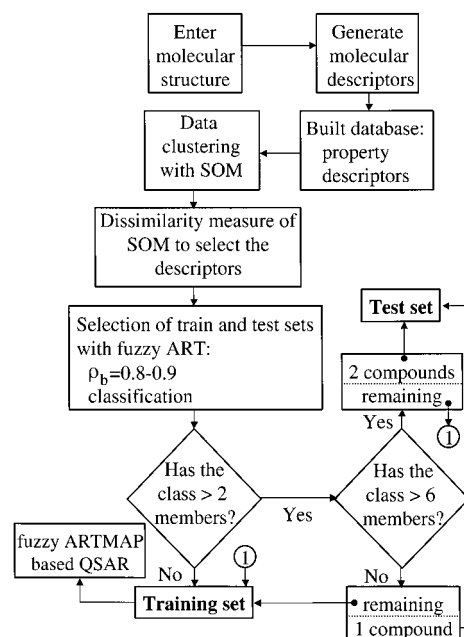 Enter
molecular
structure
Generate
molecular
descriptors
Data
clustering
with SOM
Built database:
property
descriptors
Dissimilarity measure of
SOM to select the
descriptors
Selection of train and test sets
with fuzzy ART:
ρb=0.8-0.9
classification
Test set
2 compounds
remaining
Yes
1
Has the
class > 2
members?
Yes
Has the
class > 6
members?
fuzzy ARTMAP
based QSAR
No
1
No
Training set
remaining
1 compound